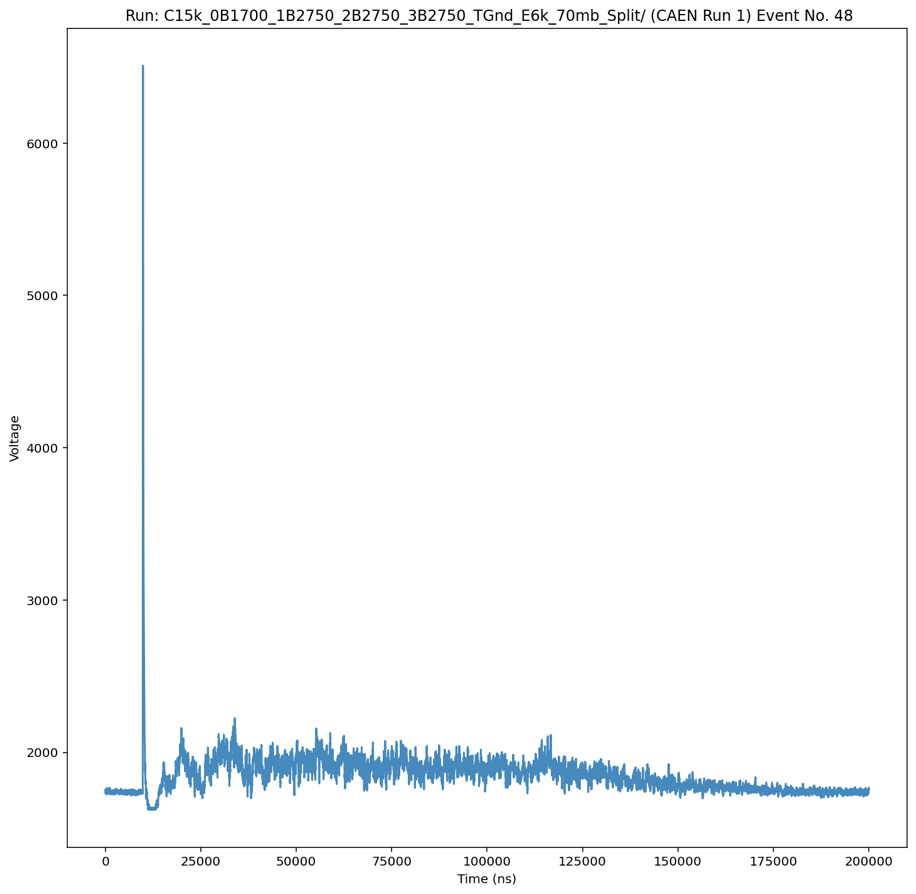 Run: C15k_0B1700_1B2750_2B2750_3B2750_TGnd_E6k_70mb_Split/ (CAEN Run 1) Event No. 48
6000
5000
Voltage
4000
3000
2000
0 25000 50000 75000 100000 125000 150000 175000 200000
Time (ns)